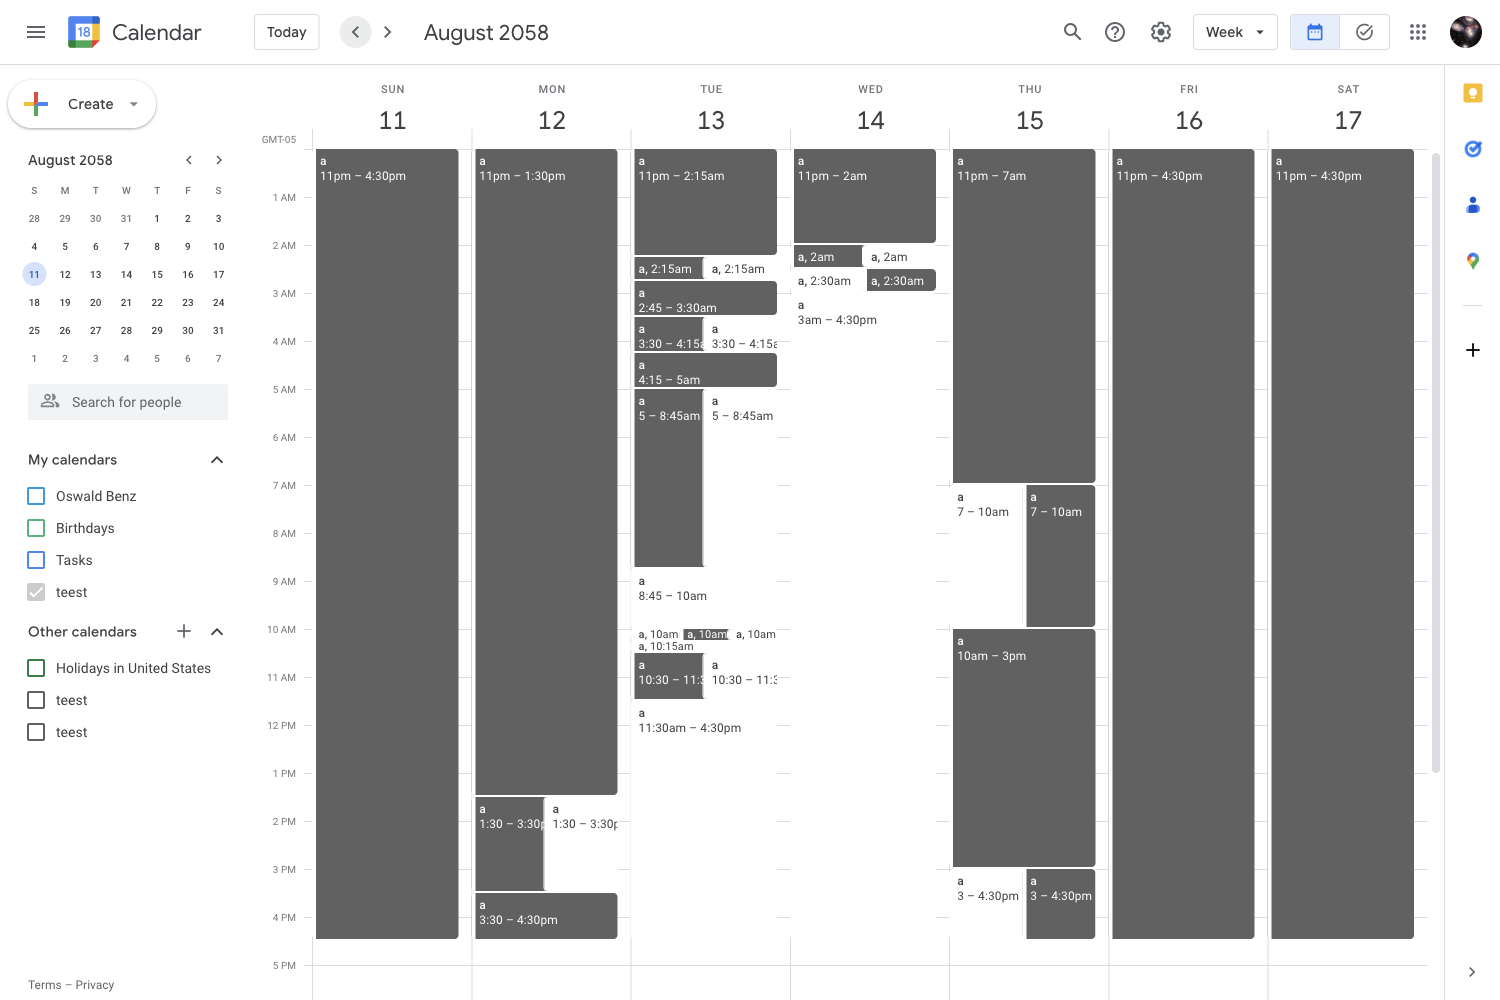 18 Calendar
Today
August 2058
Week
Create
August 2058
S M T W T F S
28 29 30 31 1 2 3
4 5 6 7 8 9 10
11 12 13 14 15 16 17
18 19 20 21 22 23 24
25 26 27 28 29 30 31
1 2 3 4 5 6 7
Search for people
My calendars
Oswald Benz
Birthdays
Tasks
teest
Other calendars
Holidays in United States
teest
teest
Terms – Privacy
GMT-05
1 AM
2 AM
3 AM
4 AM
5 AM
6 AM
7 AM
8 AM
9 AM
10 AM
11 AM
12 PM
1 PM
2 PM
3 PM
4 PM
5 PM
SUN
11
a
11pm – 4:30pm
MON
12
a
11pm – 1:30pm
a
1:30 – 3:30p
a
1:30 – 3:30p
a
3:30 – 4:30pm
TUE
13
a
11pm – 2:15am
a, 2:15am
a, 2:15am
a
2:45 – 3:30am
a
3:30 – 4:15a
a
3:30 – 4:15a
a
4:15 – 5am
a
5 – 8:45am
a
5 – 8:45am
a
8:45 – 10am
a, 10am
a, 10am
a, 10am
a, 10:15am
a
10:30 – 11:3
a
10:30 – 11:3
a
11:30am – 4:30pm
WED
14
a
11pm – 2am
a, 2am
a, 2am
a, 2:30am
a, 2:30am
a
3am – 4:30pm
THU
15
a
11pm – 7am
a
7 – 10am
a
7 – 10am
a
10am – 3pm
a
3 – 4:30pm
a
3 – 4:30pm
FRI
16
a
11pm – 4:30pm
SAT
17
a
11pm – 4:30pm